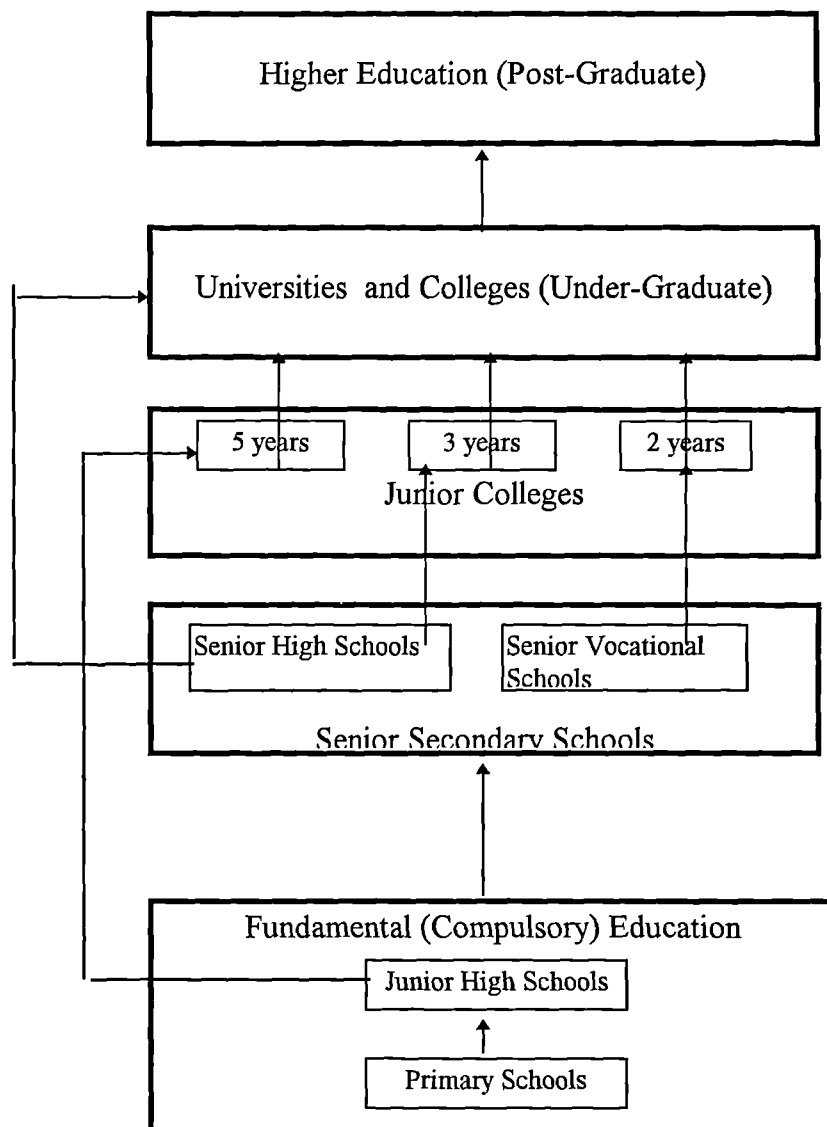 Higher Education (Post-Graduate)
Universities and Colleges (Under-Graduate)
5 years
3 years
2 years
Junior Colleges
Senior High Schools
Senior Vocational
Schools
Senior Secondary Schools
Fundamental (Compulsory) Education
Junior High Schools
Primary Schools